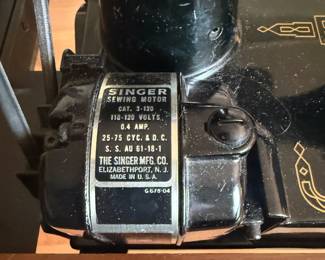 SINGER
SEWING MOTOR
CAT. 3-120
110-120 VOLTS,
0.4 AMP.
25-75 CYC. & D.C.
S. S. AU 61-18-1
THE SINGER MFG. CO.
ELIZABETHPORT, N. J.
MADE IN U. S. A.
G678-04